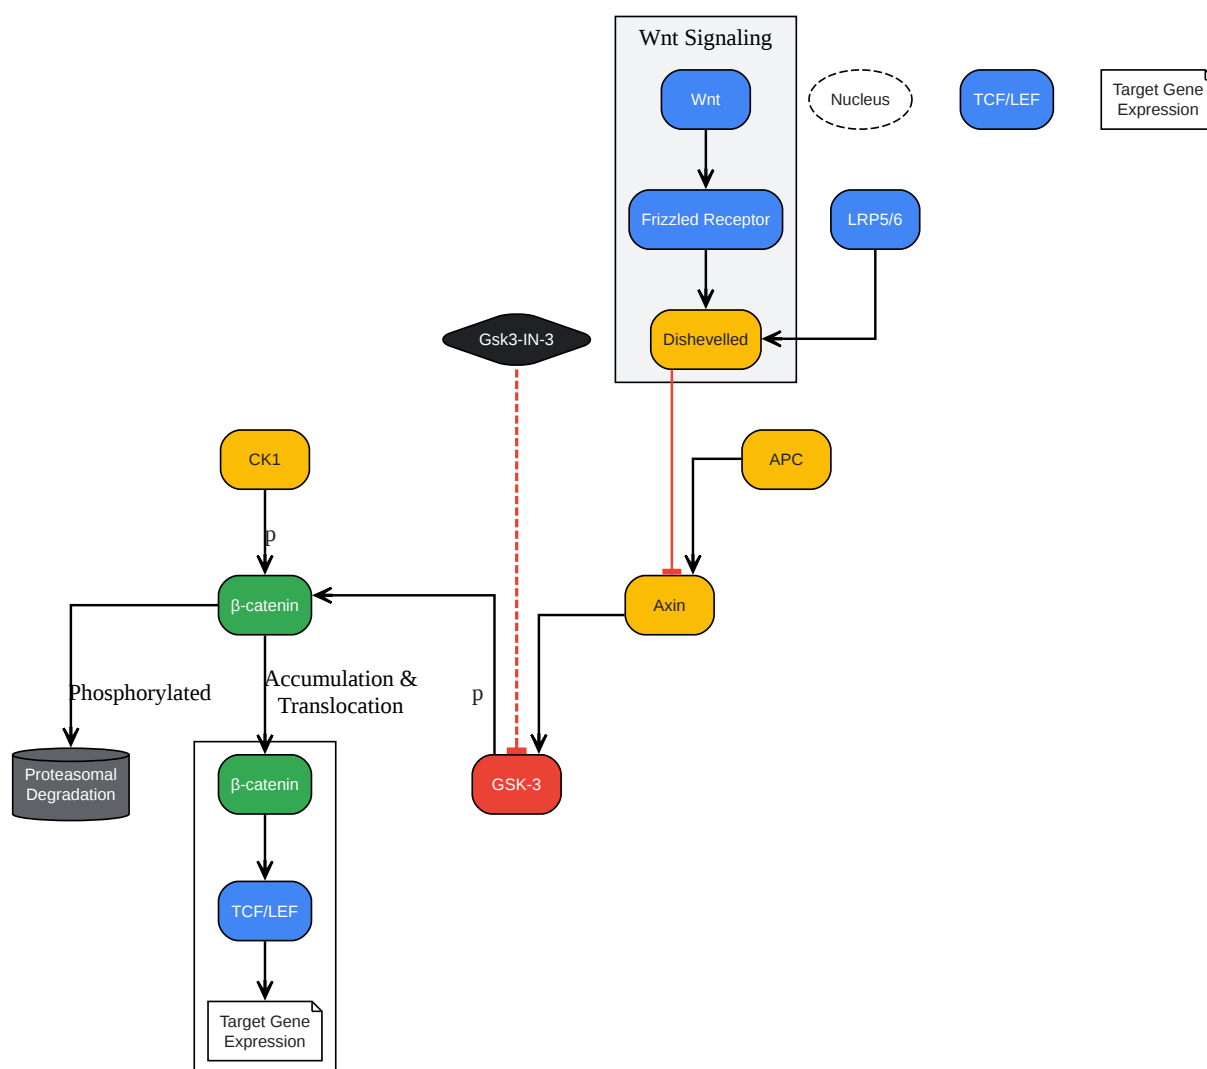 Wnt Signaling
Wnt
Nucleus
TCF/LEF
Target Gene
Expression
Frizzled Receptor
LRP5/6
Gsk3-IN-3
Dishevelled
CK1
APC
p
β-catenin
Axin
Phosphorylated
Accumulation &
Translocation
p
Proteasomal
Degradation
β-catenin
GSK-3
TCF/LEF
Target Gene
Expression